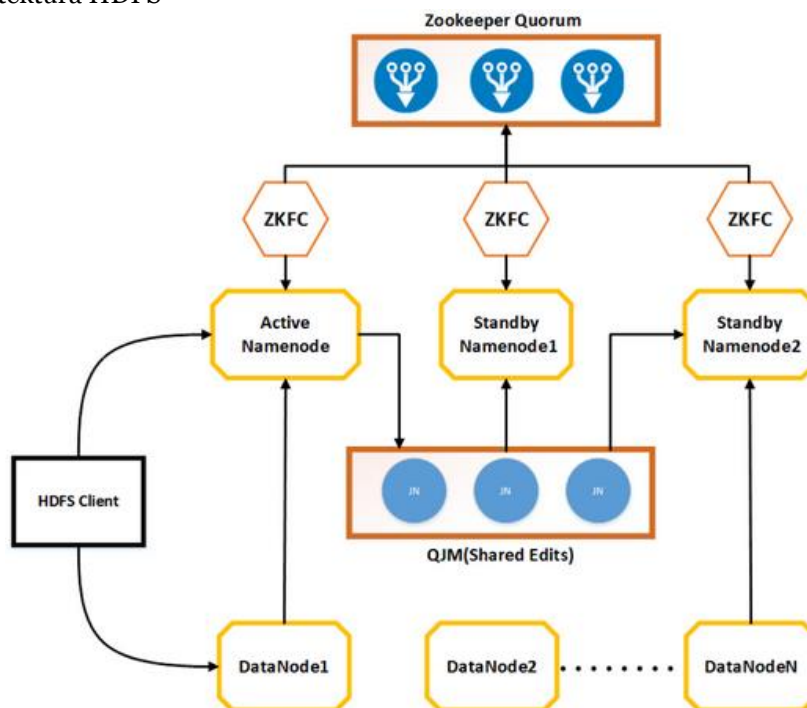 HDFS
Zookeeper Quorum
ZKFC
ZKFC
ZKFC
Active
Namenode
Standby
Namenode1
Standby
Namenode2
HDFS Client
JN
JN
JN
QJM(Shared Edits)
DataNode1
DataNode2
DataNodeN